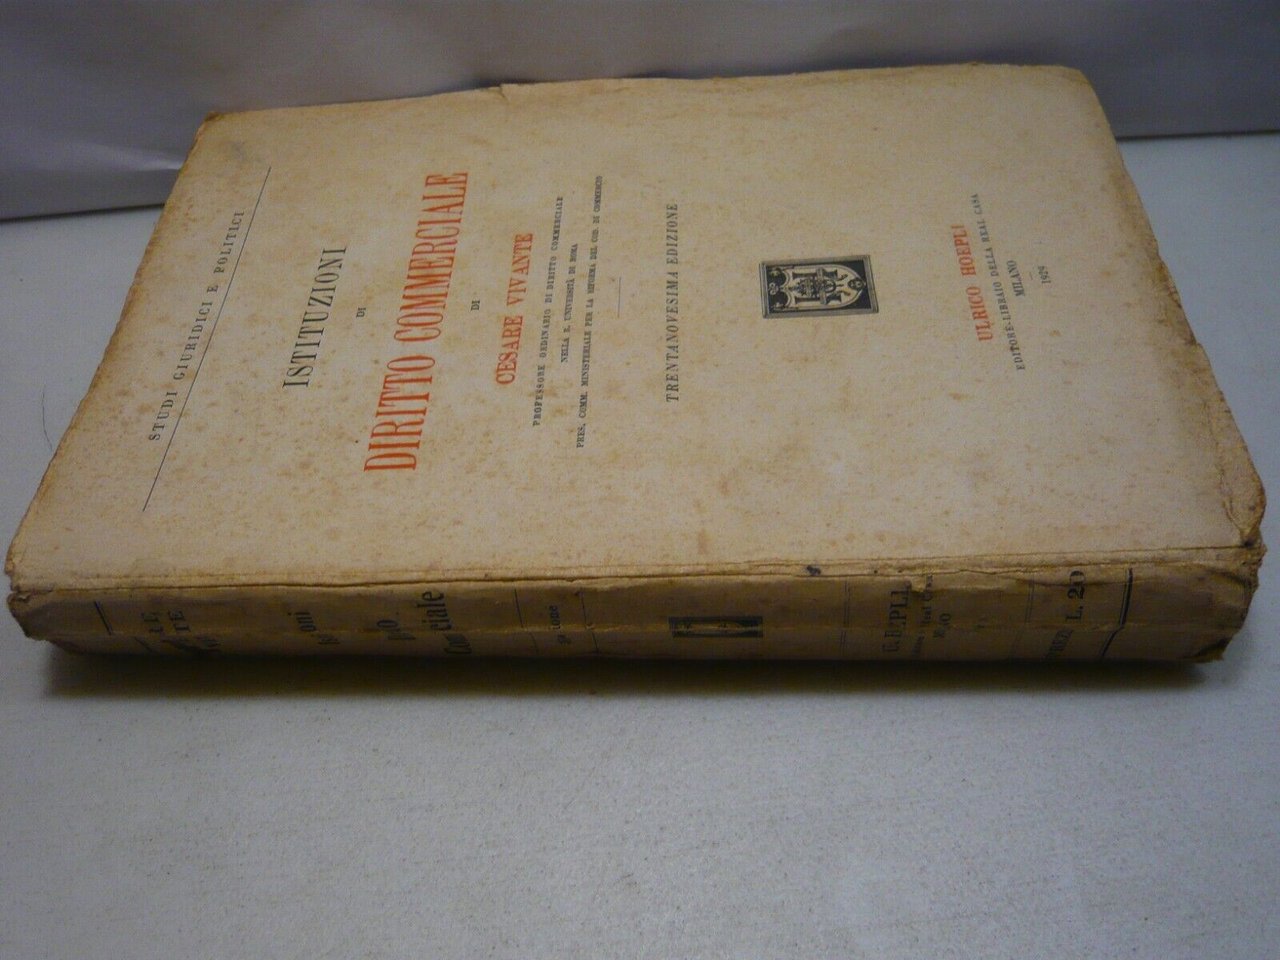 STUDI GIURIDICI E POLITICI
ISTITUZIONI
DI
DIRITTO COMMERCIALE
DI
CESARE VIVANTE
PROFESSORE ORDINARIO DI DIRITTO COMMERCIALE
NELLA R. UNIVERSITÀ DI ROMA
PRES. COMM. MINISTERIALE PER LA RIFORMA DEL COD. DI COMMERCIO
TRENTANOVESIMA EDIZIONE
ULRICO HOEPLI
EDITORE-LIBRAIO DELLA REAL CASA
MILANO
1929
L. 20